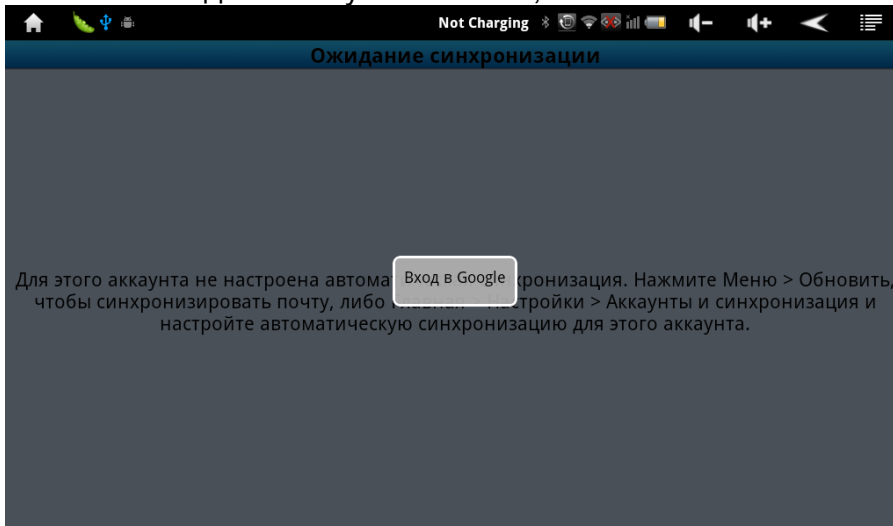 Not Charging
Ожидание синхронизации
Вход в Google
Для этого аккаунта не настроена автома хронизация. Нажмите Меню > Обновить,
чтобы синхронизировать почту, либо > Настройки > Аккаунты и синхронизация и
настройте автоматическую синхронизацию для этого аккаунта.